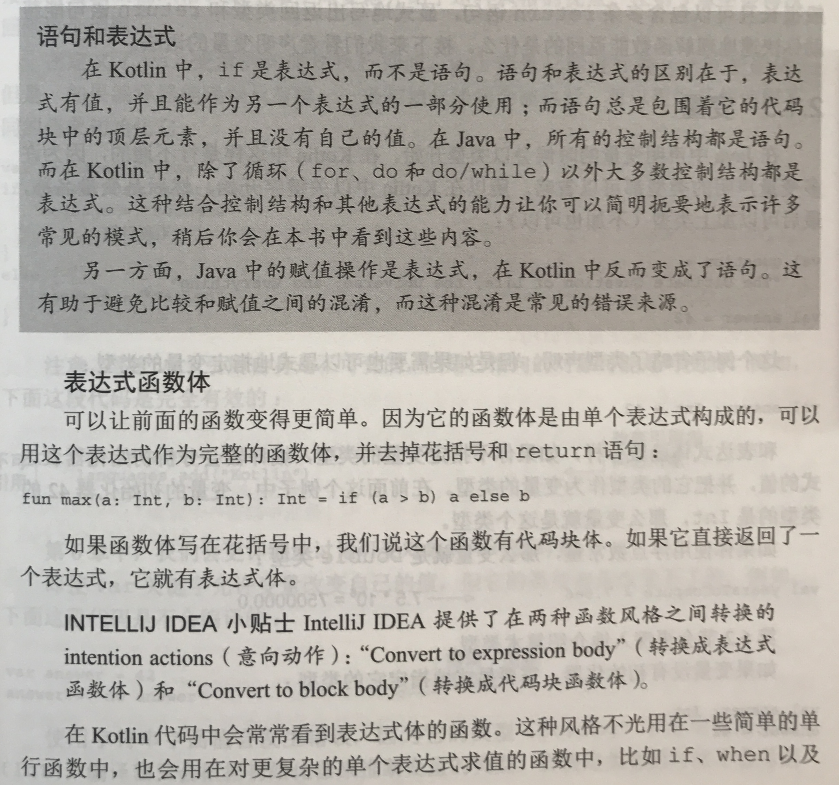 语句和表达式
在 Kotlin 中，if 是表达式，而不是语句。语句和表达式的区别在于，表达
式有值，并且能作为另一个表达式的一部分使用；而语句总是包围着它的代码
块中的顶层元素，并且没有自己的值。在 Java 中，所有的控制结构都是语句。
而在 Kotlin 中，除了循环（for、do 和 do/while）以外大多数控制结构都是
表达式。这种结合控制结构和其他表达式的能力让你可以简明扼要地表示许多
常见的模式，稍后你会在本书中看到这些内容。
另一方面，Java 中的赋值操作是表达式，在 Kotlin 中反而变成了语句。这
有助于避免比较和赋值之间的混淆，而这种混淆是常见的错误来源。
表达式函数体
可以让前面的函数变得更简单。因为它的函数体是由单个表达式构成的，可以
用这个表达式作为完整的函数体，并去掉花括号和 return 语句：
fun max(a: Int, b: Int): Int = if (a > b) a else b
如果函数体写在花括号中，我们说这个函数有代码块体。如果它直接返回了一
个表达式，它就有表达式体。
INTELLIJ IDEA 小贴士 IntelliJ IDEA 提供了在两种函数风格之间转换的
intention actions（意向动作）：“Convert to expression body”（转换成表达式
函数体）和 “Convert to block body”（转换成代码块函数体）。
在 Kotlin 代码中会常常看到表达式体的函数。这种风格不光用在一些简单的单
行函数中，也会用在对更复杂的单个表达式求值的函数中，比如 if、when 以及